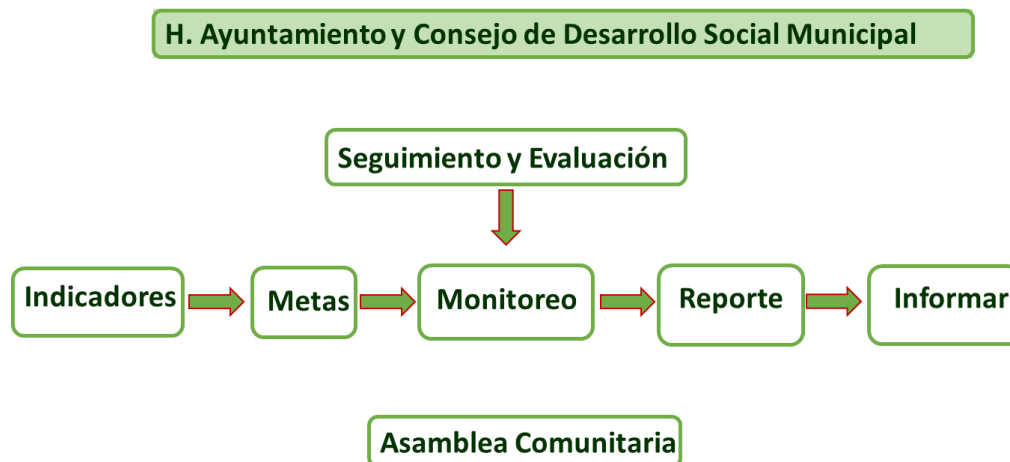 H. Ayuntamiento y Consejo de Desarrollo Social Municipal
Seguimiento y Evaluación
Indicadores
Metas
Monitoreo
Reporte
Informar
Asamblea Comunitaria